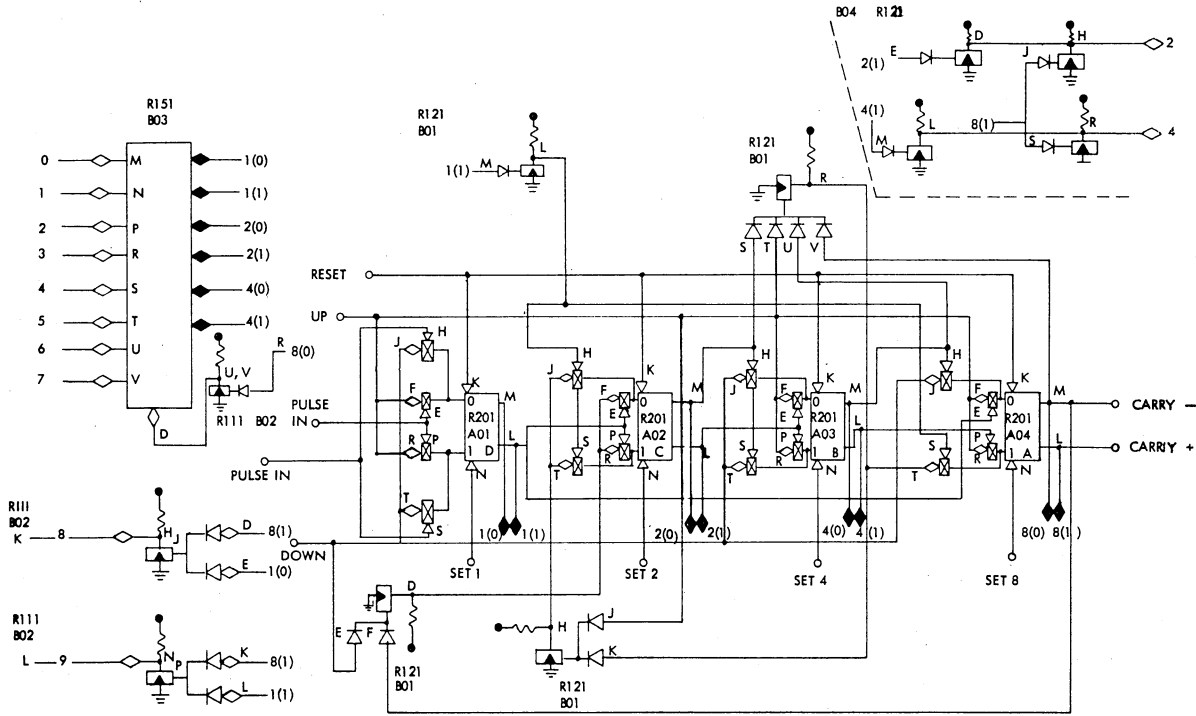 B04 R121
D
H
2
E
2(1)
J
4(1)
L
8(1)
R
4
M
S
R151
B03
0 M 1(0)
1 N 1(1)
2 P 2(0)
3 R 2(1)
4 S 4(0)
5 T 4(1)
6 U
7 V
U, V
R
8(0)
R111 B02
D
R121
B01
L
1(1) M
R121
B01
R
S T U V
RESET
UP
PULSE
IN
PULSE IN
DOWN
H
J
F
E
R P
T
S
K
0 M
R201
A01
1 D
L
N
1(0) 1(1)
SET 1
H
J
S
T
F
E
P
R
K
0 M
R201
A02
1 C
L
N
2(0) 2(1)
SET 2
H
J
S
T
F
E
P
R
K
0 M
R201
A03
1 B
L
N
4(0) 4(1)
SET 4
H
J
S
T
F
E
P
R
K
0 M
R201
A04
1 A
L
N
8(0) 8(1)
SET 8
CARRY −
CARRIY +
R111
B02
K 8
H
J
D
8(1)
E
1(0)
R111
B02
L 9
N
P
K
8(1)
L
1(1)
D
E F
R121
B01
H
J
K
R121
B01